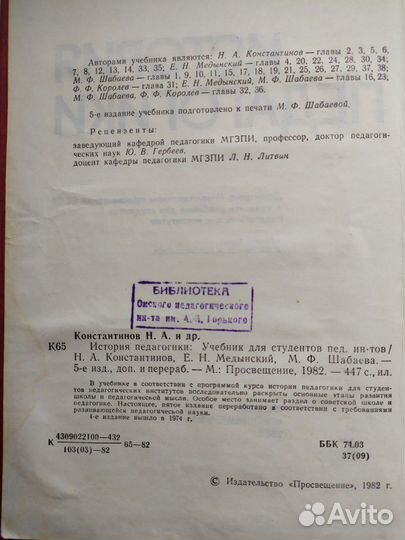 Авторами учебника являются: Н. А. Константинов — главы 2, 3, 5, 6,
7, 8, 12, 13, 14, 33, 35; Е. Н. Медынский — главы 4, 20, 22, 24, 28, 30, 34;
М. Ф. Шабаева — главы 1, 9, 10, 11, 15, 17, 18, 19, 21, 25, 26, 27, 29, 37, 38;
Ф. Ф. Королев — глава 31; Е. Н. Медынский, М. Ф. Шабаева — главы 16, 23;
М. Ф. Шабаева, Ф. Ф. Королев — главы 32, 36.
5-е издание учебника подготовлено к печати М. Ф. Шабаевой.
Рецензенты:
заведующий кафедрой педагогики МГЗПИ, профессор, доктор педагоги-
ческих наук Ю. В. Гербеев.
доцент кафедры педагогики МГЗПИ Л. Н. Литвин
БИБЛИОТЕКА
Омского педагогического
ин-та им. А. М. Горького
Константинов Н. А. и др.
К65 История педагогики: Учебник для студентов пед. ин-тов/
Н. А. Константинов, Е. Н. Медынский, М. Ф. Шабаева. —
5-е изд., доп. и перераб. — М.: Просвещение, 1982. — 447 с., ил.
В учебнике в соответствии с программой курса истории педагогики для студен-
тов педагогических институтов последовательно раскрыты основные этапы развития
школы и педагогической мысли. Особое место занимает раздел о советской школе и
педагогике. Настоящее, пятое издание переработано в соответствии с требованиями
развивающейся педагогической науки.
4-е издание вышло в 1974 г.
К 4309022100—432
103(03)—82 65—82
ББК 74.03
37(09)
© Издательство «Просвещение», 1982 г.
Avito